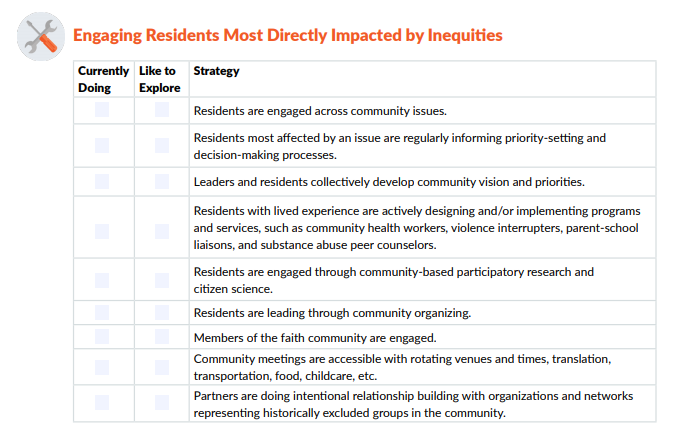 Engaging Residents Most Directly Impacted by Inequities
Currently Doing
Like to Explore
Strategy
Residents are engaged across community issues.
Residents most affected by an issue are regularly informing priority-setting and
decision-making processes.
Leaders and residents collectively develop community vision and priorities.
Residents with lived experience are actively designing and/or implementing programs
and services, such as community health workers, violence interrupters, parent-school
liaisons, and substance abuse peer counselors.
Residents are engaged through community-based participatory research and
citizen science.
Residents are leading through community organizing.
Members of the faith community are engaged.
Community meetings are accessible with rotating venues and times, translation,
transportation, food, childcare, etc.
Partners are doing intentional relationship building with organizations and networks
representing historically excluded groups in the community.